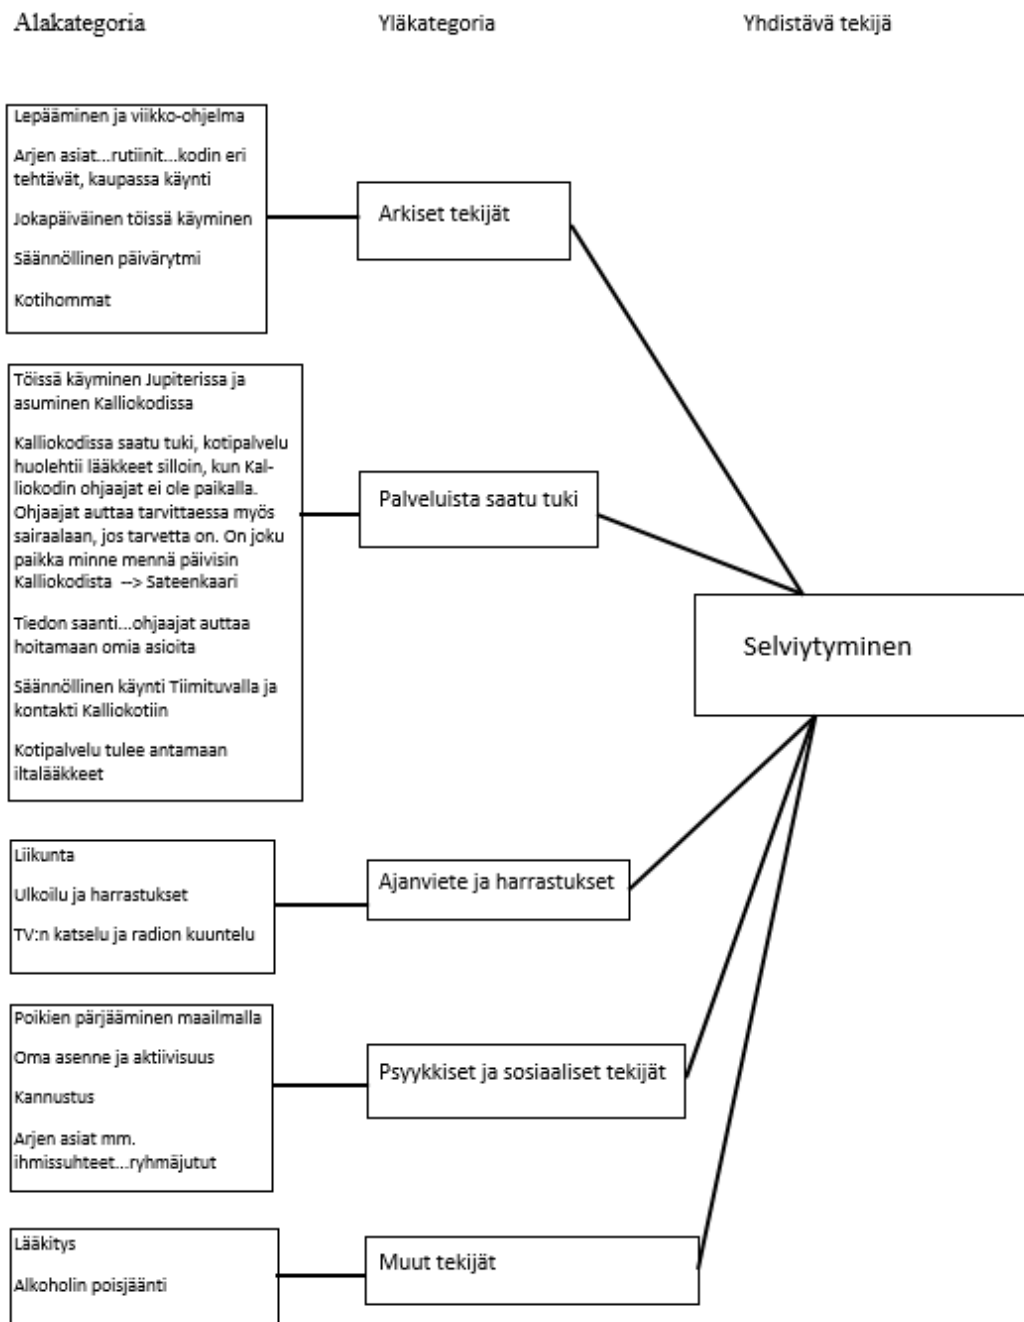 Alakategoria
Yläkategoria
Yhdistävä tekijä
Lepääminen ja viikko-ohjelma
Arjen asiat...rutiinit...kodin eri
tehtävät, kaupassa käynti
Jokapäiväinen töissä käyminen
Säännöllinen päivärytmi
Kotihommat
Arkiset tekijät
Töissä käyminen Jupiterissa ja
asuminen Kalliokodissa
Kalliokodissa saatu tuki, kotipalvelu
huolehtii lääkkeet silloin, kun Kal-
liokodin ohjaajat ei ole paikalla.
Ohjaajat auttaa tarvittaessa myös
sairaalaan, jos tarvetta on. On joku
paikka minne mennä päivisin
Kalliokodista --> Sateenkaari
Tiedon saanti...ohjaajat auttaa
hoitamaan omia asioita
Säännöllinen käynti Tiimituvalla ja
kontakti Kalliokotiin
Kotipalvelu tulee antamaan
iltalääkkeet
Palveluista saatu tuki
Selviytyminen
Liikunta
Ulkoilu ja harrastukset
TV:n katselu ja radion kuuntelu
Ajanviete ja harrastukset
Poikien pärjääminen maailmalla
Oma asenne ja aktiivisuus
Kannustus
Arjen asiat mm.
ihmissuhteet...ryhmäjutut
Psyykkiset ja sosiaaliset tekijät
Lääkitys
Alkoholin poisjäänti
Muut tekijät